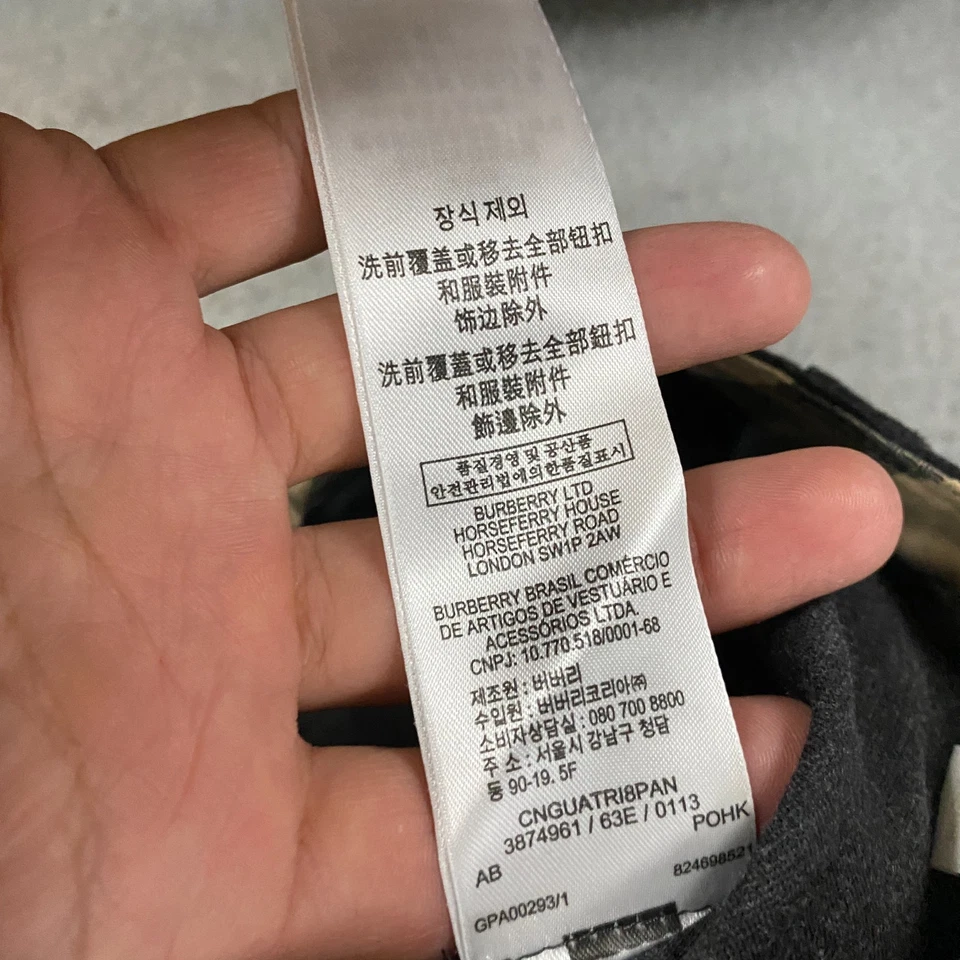 장식 제외
洗前覆盖或移去全部钮扣
和服裝附件
饰边除外
洗前覆蓋或移去全部鈕扣
和服裝附件
飾邊除外
품질경영 및 공산품
안전관리법에의한품질표시
BURBERRY LTD
HORSEFERRY HOUSE
HORSEFERRY ROAD
LONDON SW1P 2AW
BURBERRY BRASIL COMÉRCIO
DE ARTIGOS DE VESTUÁRIO E
ACESSÓRIOS LTDA.
CNPJ: 10.770.518/0001-68
제조원 : 버버리
수입원 : 버버리코리아㈜
소비자상담실 : 080 700 8800
주 소 : 서울시 강남구 청담
동 90-19. 5F
CNGUATRI8PAN
3874961 / 63E / 0113
POHK
AB
824698521
GPA00293/1